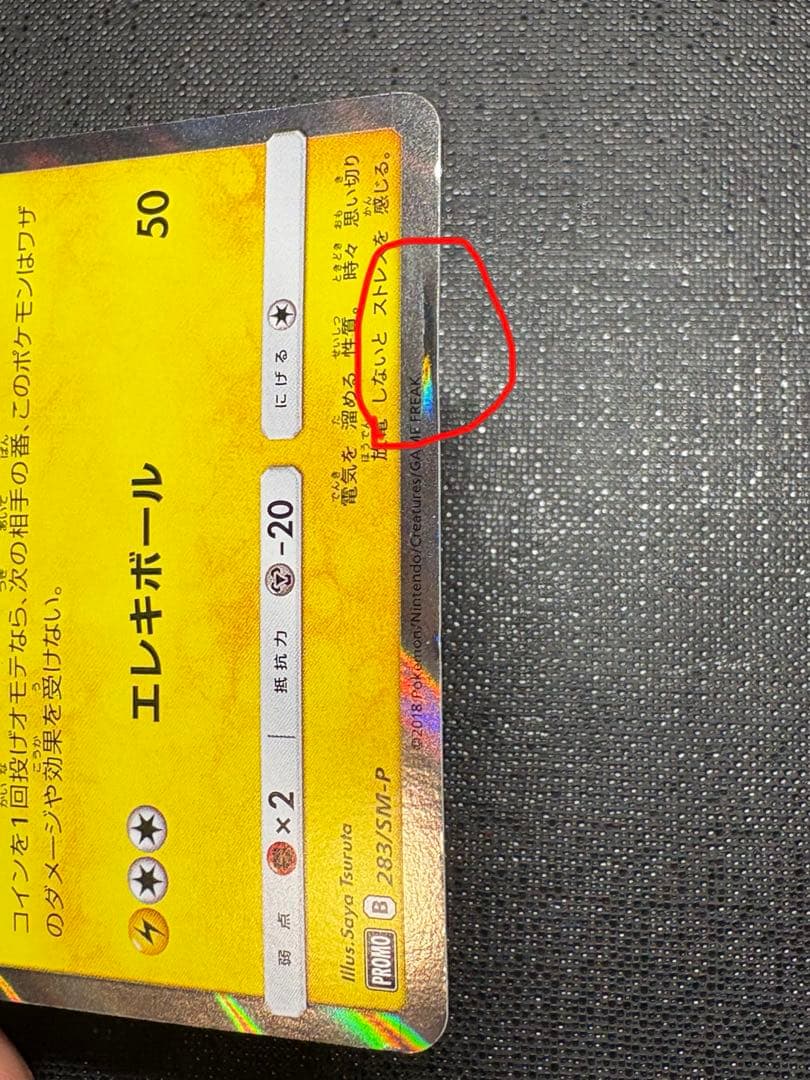 コインを1回投げオモテなら、次の相手の番、このポケモンはワザ
のダメージや効果を受けない。
エレキボール 50
弱点 ×2 抵抗力 -20 にげる
Illus. Saya Tsuruta
電気を 溜める 性質。 時々 思い切り
放電 しないと ストレスを 感じる。
PROMO B 283/SM-P
©2018 Pokémon/Nintendo/Creatures/GAME FREAK